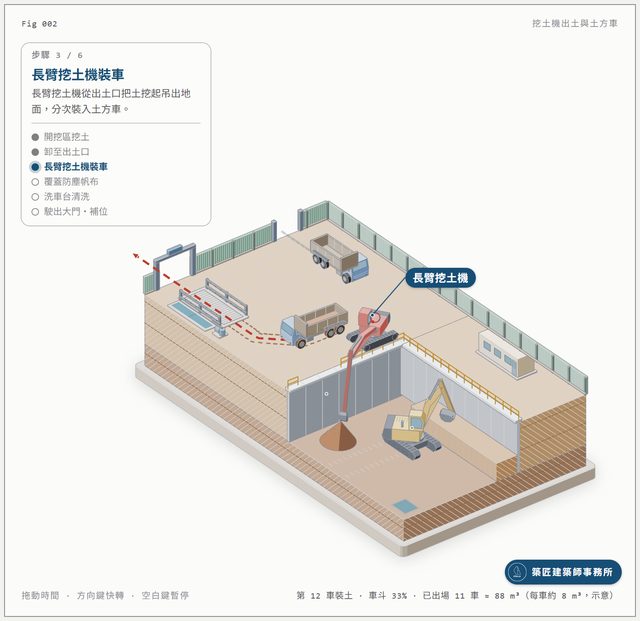 Fig 002
挖土機出土與土方車
步驟 3 / 6
長臂挖土機裝車
長臂挖土機從出土口把土挖起吊出地
面，分次裝入土方車。
開挖區挖土
卸至出土口
長臂挖土機裝車
覆蓋防塵帆布
洗車台清洗
駛出大門・補位
長臂挖土機
築匠建築師事務所
拖動時間 · 方向鍵快轉 · 空白鍵暫停
第 12 車裝土 · 車斗 33% · 已出場 11 車 ≈ 88 m³（每車約 8 m³，示意）